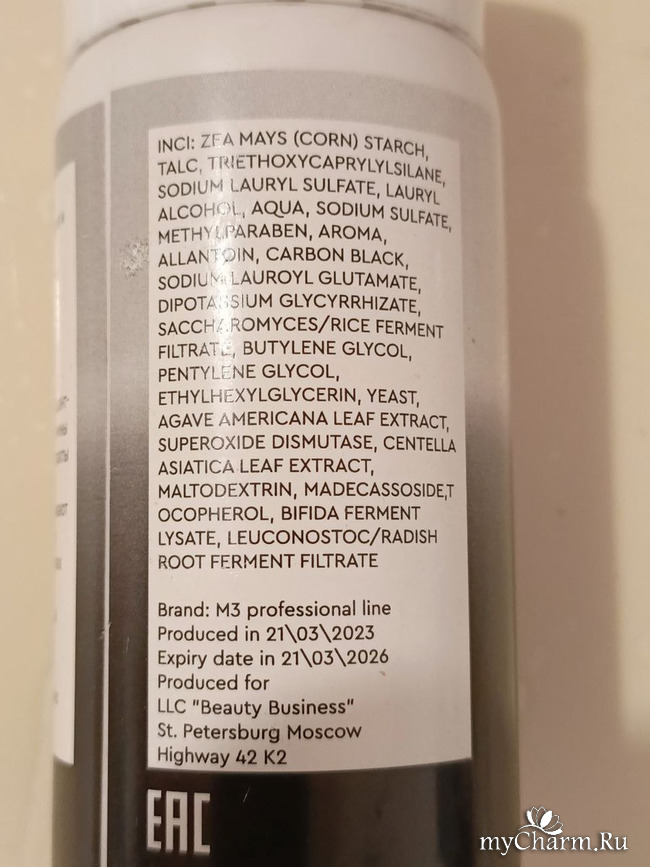 INCI: ZEA MAYS (CORN) STARCH,
TALC, TRIETHOXYCAPRYLYLSILANE,
SODIUM LAURYL SULFATE, LAURYL
ALCOHOL, AQUA, SODIUM SULFATE,
METHYLPARABEN, AROMA,
ALLANTOIN, CARBON BLACK,
SODIUM LAUROYL GLUTAMATE,
DIPOTASSIUM GLYCYRRHIZATE,
SACCHAROMYCES/RICE FERMENT
FILTRATE, BUTYLENE GLYCOL,
PENTYLENE GLYCOL,
ETHYLHEXYLGLYCERIN, YEAST,
AGAVE AMERICANA LEAF EXTRACT,
SUPEROXIDE DISMUTASE, CENTELLA
ASIATICA LEAF EXTRACT,
MALTODEXTRIN, MADECASSOSIDE,T
OCOPHEROL, BIFIDA FERMENT
LYSATE, LEUCONOSTOC/RADISH
ROOT FERMENT FILTRATE
Brand: M3 professional line
Produced in 21\03\2023
Expiry date in 21\03\2026
Produced for
LLC "Beauty Business"
St. Petersburg Moscow
Highway 42 K2
EAC
myCharm.Ru